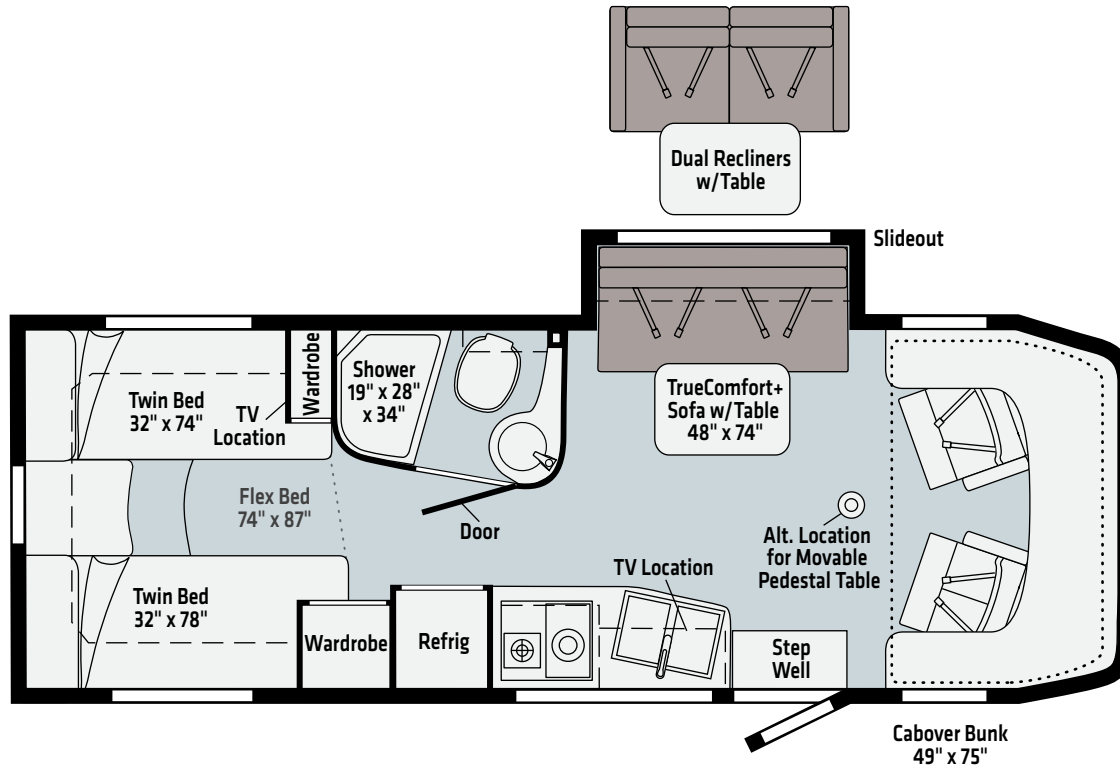 Dual Recliners
w/Table
Slideout
Wardrobe
Shower
19" x 28"
x 34"
TrueComfort+
Sofa w/Table
48" x 74"
Twin Bed
32" x 74"
TV
Location
Flex Bed
74" x 87"
Door
Alt. Location
for Movable
Pedestal Table
TV Location
Twin Bed
32" x 78"
Wardrobe
Refrig
Step
Well
Cabover Bunk
49" x 75"